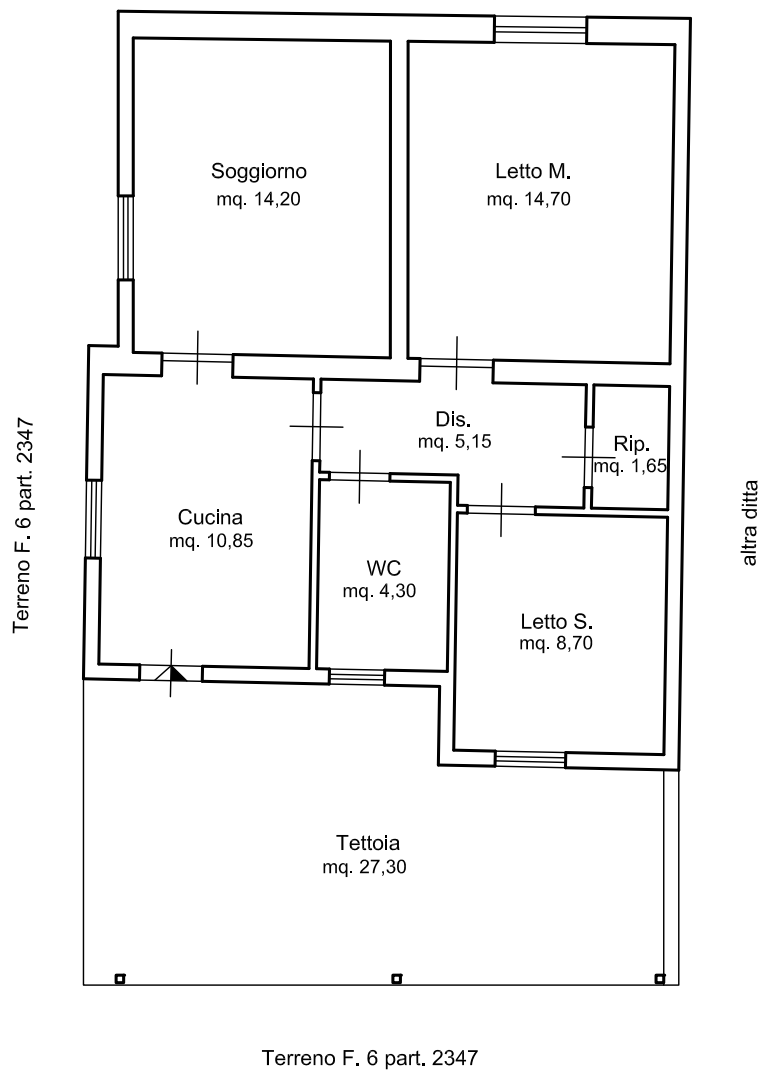 Soggiorno
mq. 14,20
Letto M.
mq. 14,70
Dis.
mq. 5,15
Rip.
mq. 1,65
Terreno F. 6 part. 2347
Cucina
mq. 10,85
WC
mq. 4,30
Letto S.
mq. 8,70
altra ditta
Tettoia
mq. 27,30
Terreno F. 6 part. 2347